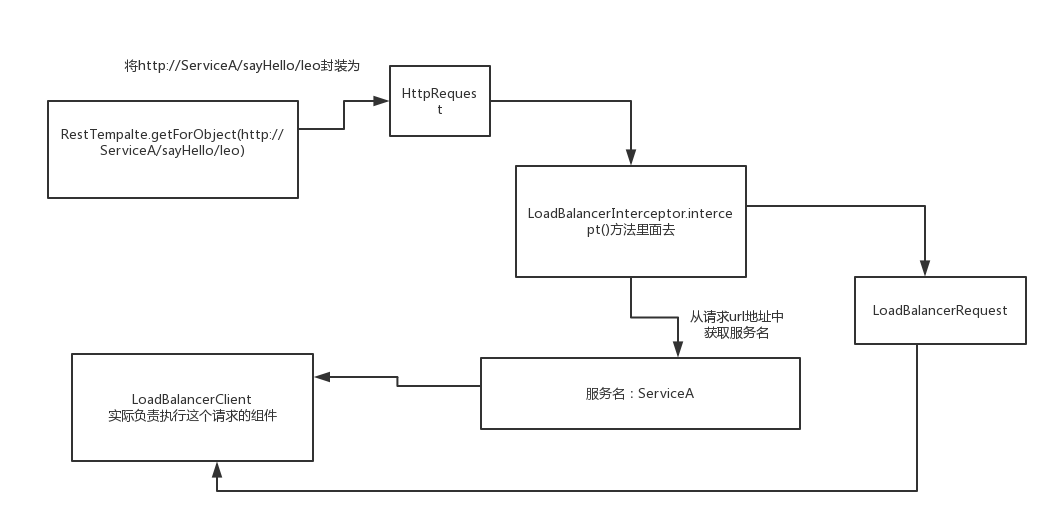 将http://ServiceA/sayHello/leo封装为
HttpReques
t
RestTempalte.getForObject(http://
ServiceA/sayHello/leo)
LoadBalancerInterceptor.interce
pt()方法里面去
LoadBalancerRequest
从请求url地址中
获取服务名
LoadBalancerClient
实际负责执行这个请求的组件
服务名：ServiceA